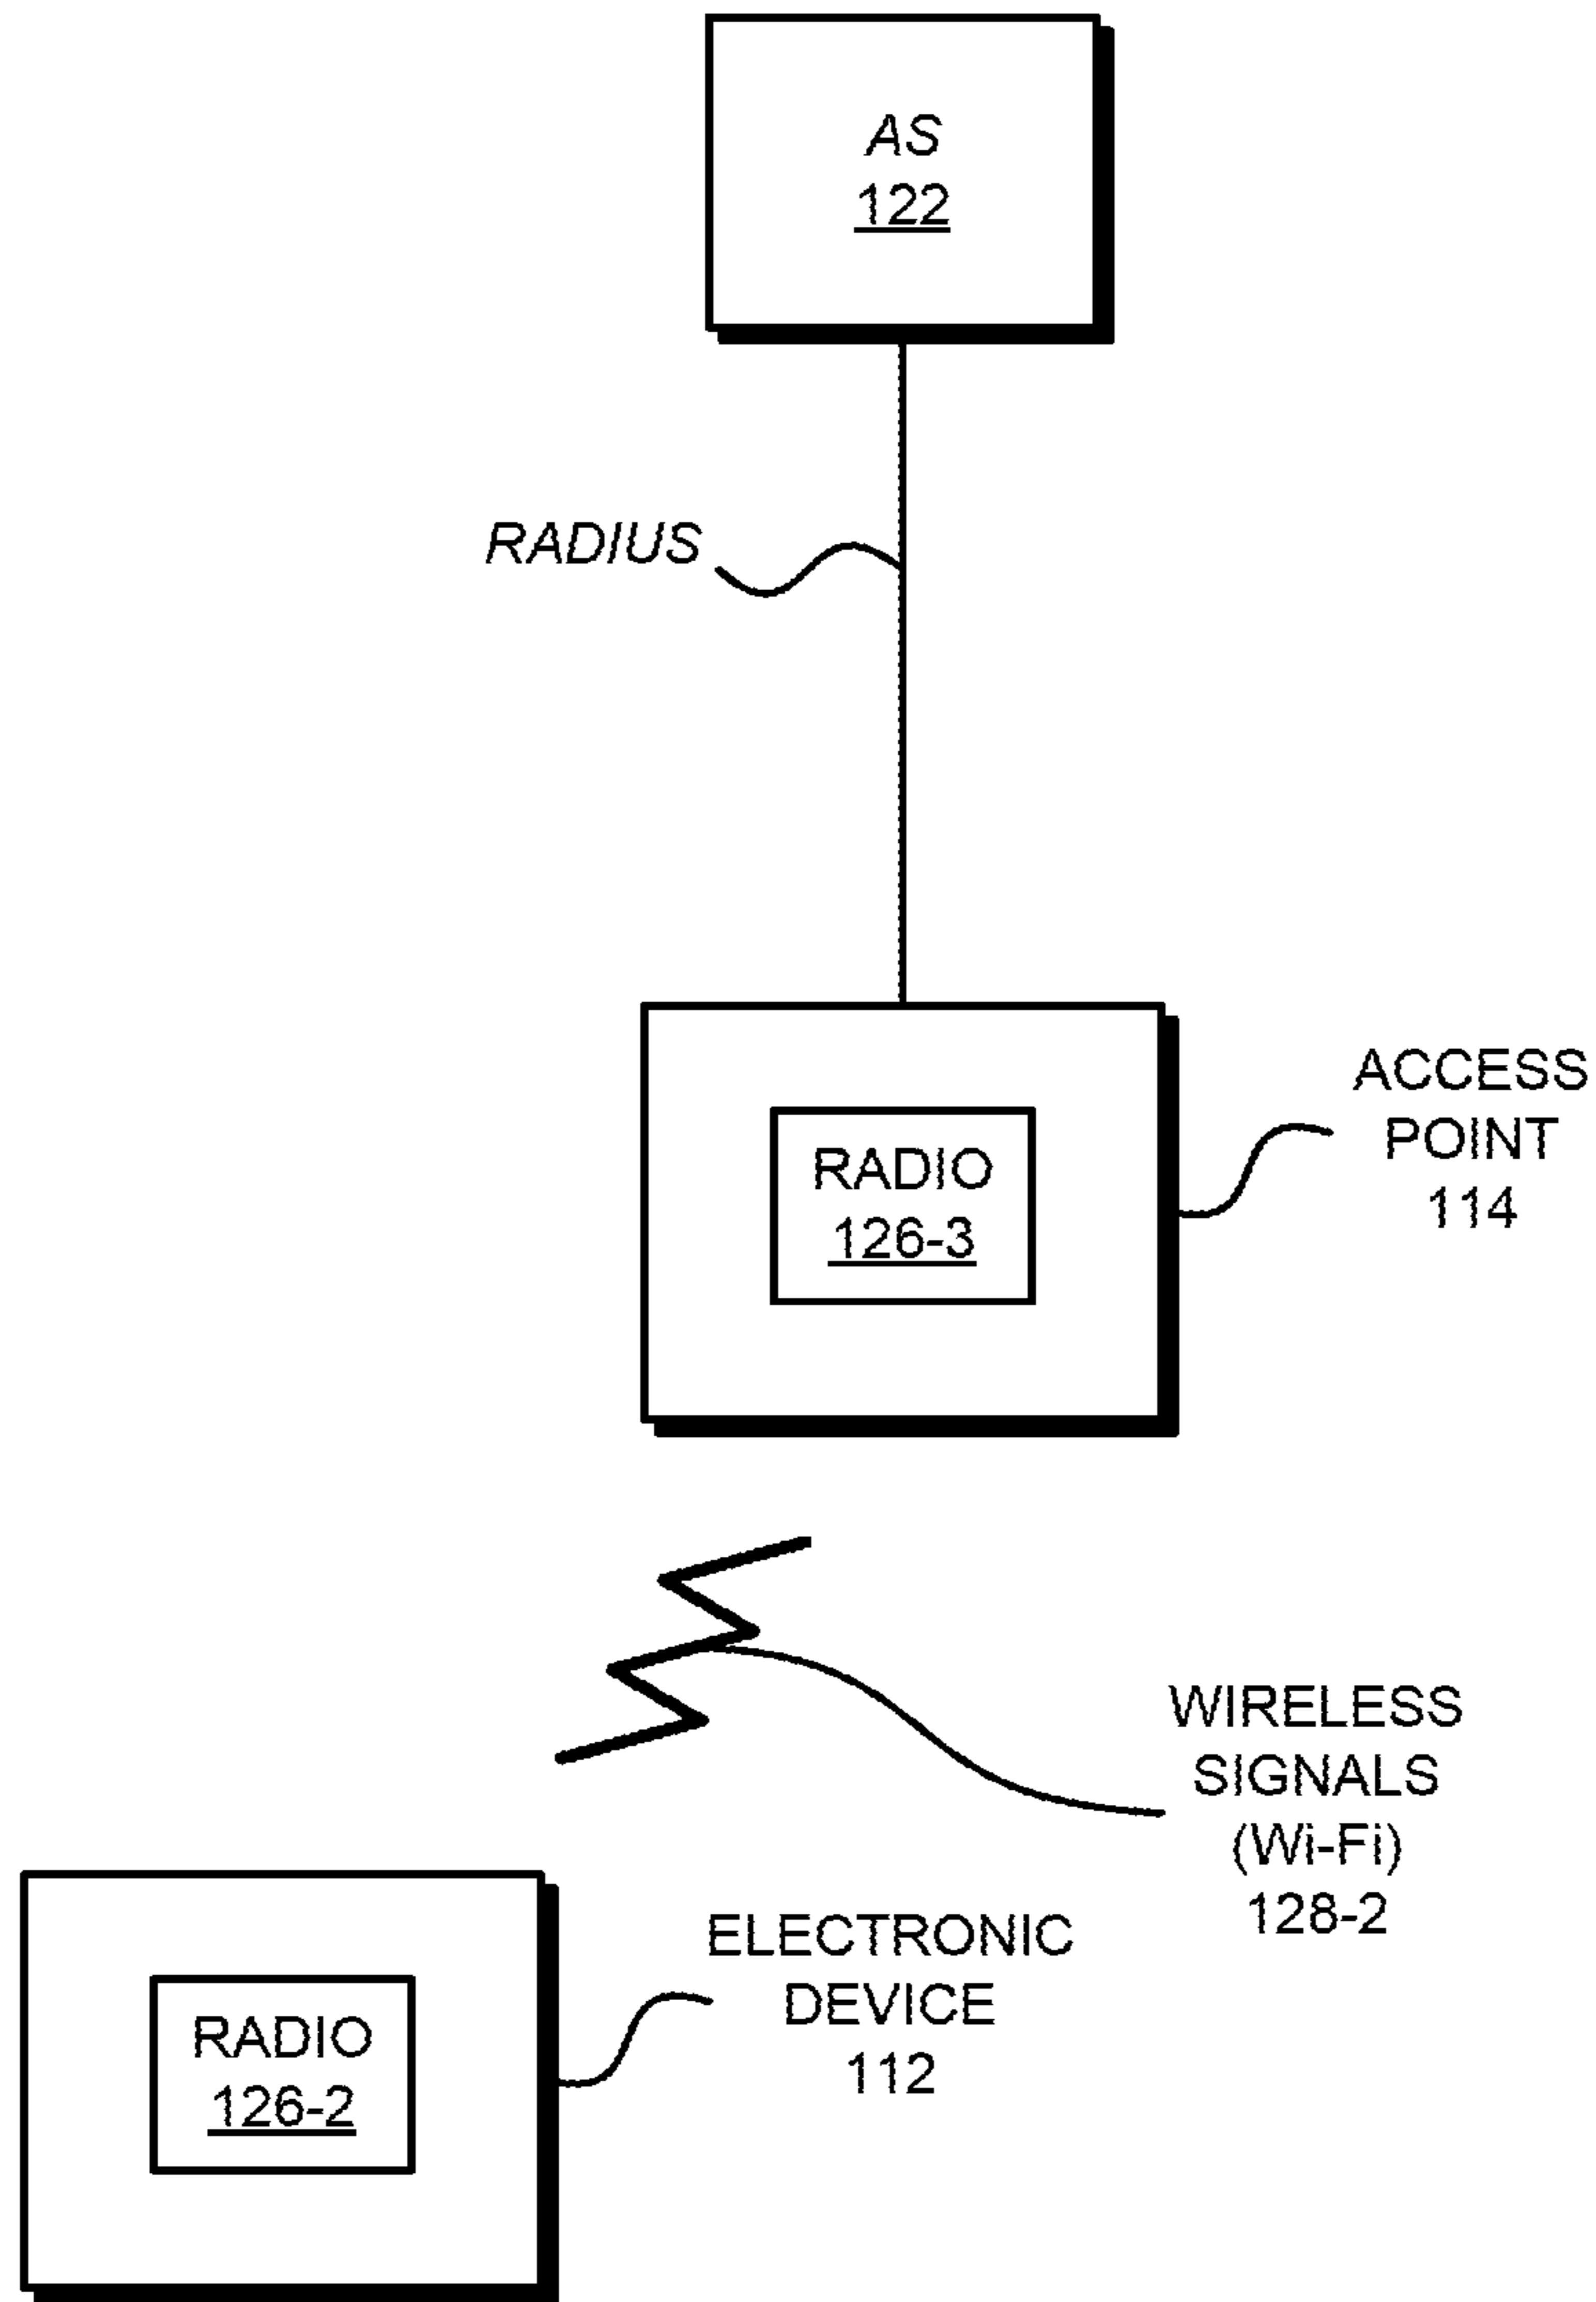 AS
122
RADIUS
ACCESS
POINT
114
RADIO
126-3
WIRELESS
SIGNALS
(Wi-Fi)
128-2
ELECTRONIC
DEVICE
112
RADIO
126-2